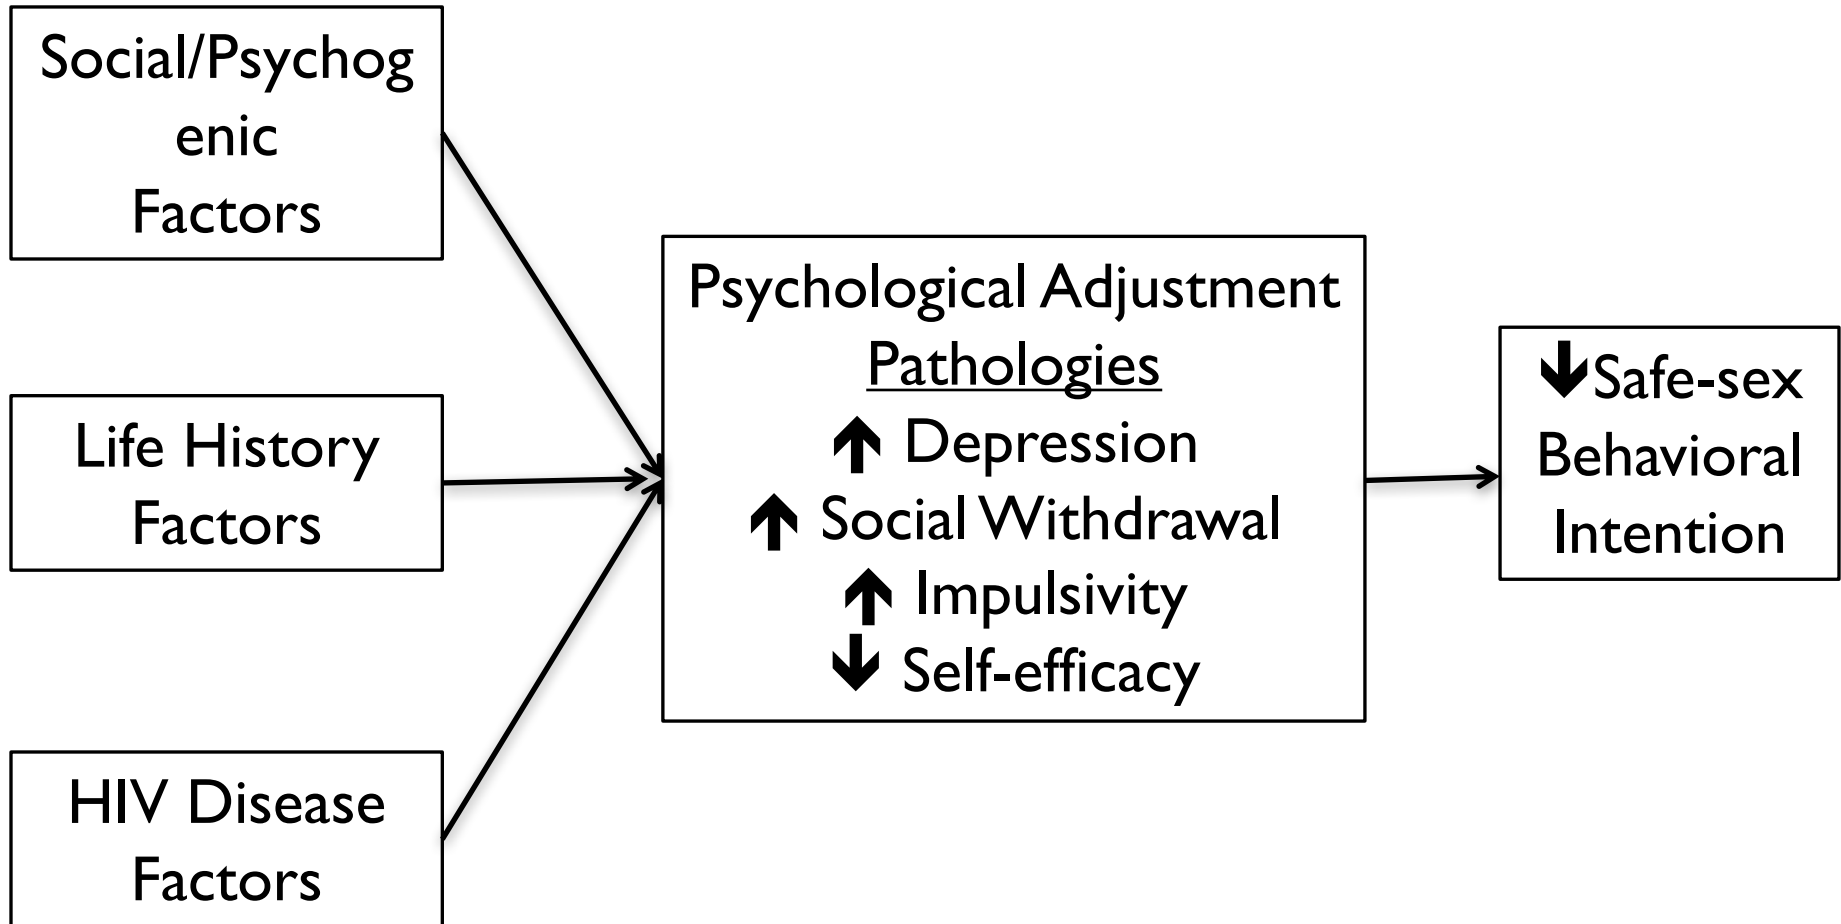 Social/Psychog
enic
Factors
Life History
Factors
HIV Disease
Factors
Psychological Adjustment
Pathologies
↑ Depression
↑ Social Withdrawal
↑ Impulsivity
↓ Self-efficacy
↓Safe-sex
Behavioral
Intention